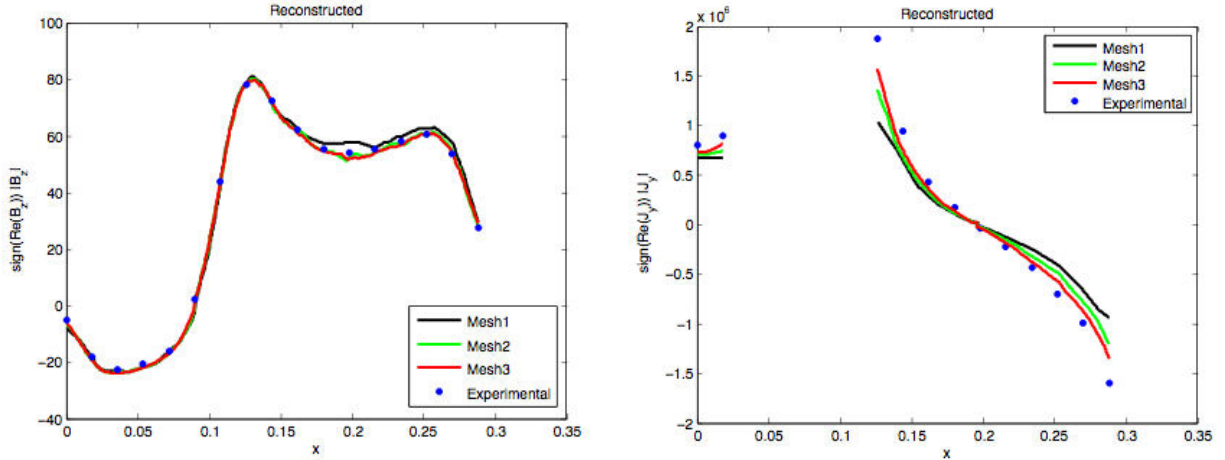 Reconstructed
100
80
60
40
20
0
−20
−40
sign(Re(B_z)) |B_z|
0 0.05 0.1 0.15 0.2 0.25 0.3 0.35
x
Mesh1
Mesh2
Mesh3
Experimental
Reconstructed
x 10^6
2
1.5
1
0.5
0
−0.5
−1
−1.5
−2
sign(Re(J_y)) |J_y|
0 0.05 0.1 0.15 0.2 0.25 0.3 0.35
x
Mesh1
Mesh2
Mesh3
Experimental